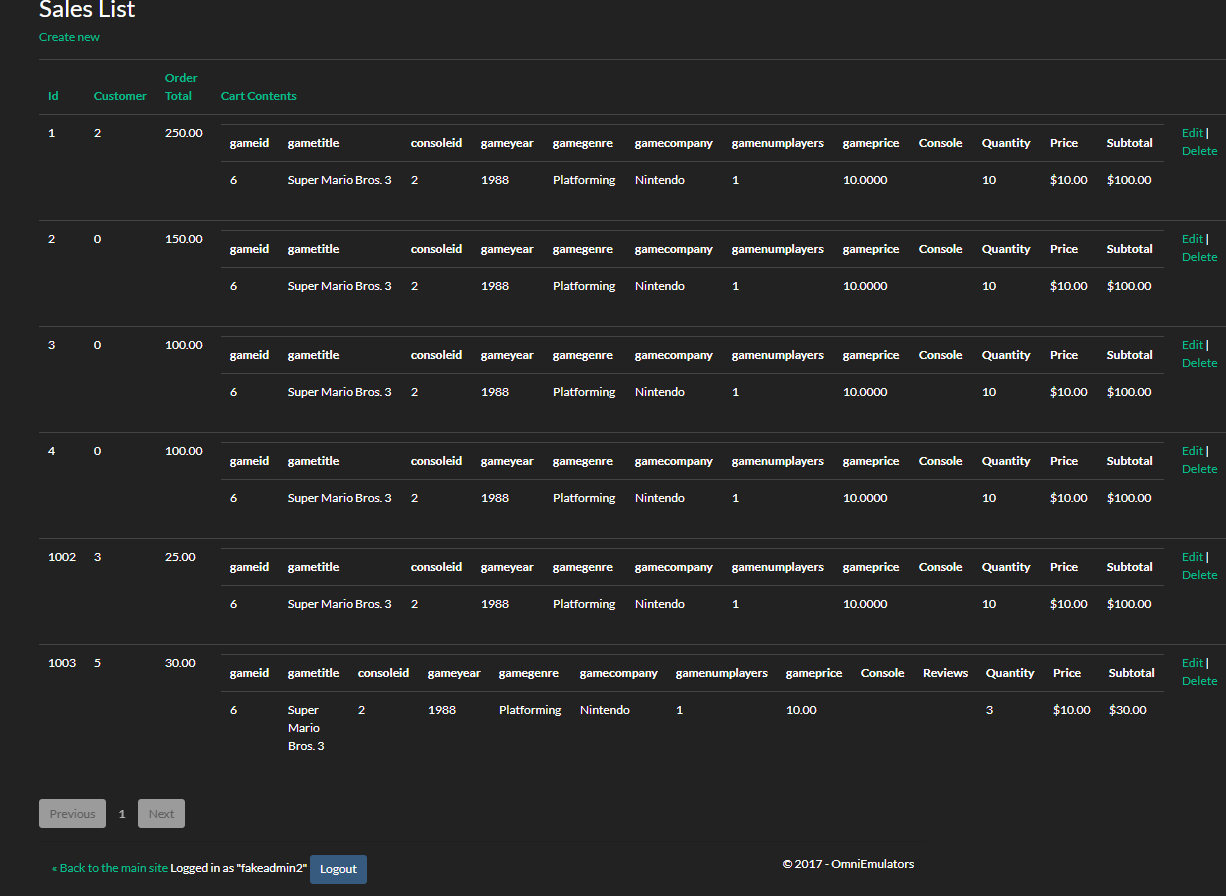 Sales List
Create new
Id Customer Order Total Cart Contents
1 2 250.00 Edit | Delete
gameid gametitle consoleid gameyear gamegenre gamecompany gamenumplayers gameprice Console Quantity Price Subtotal
6 Super Mario Bros. 3 2 1988 Platforming Nintendo 1 10.0000 10 $10.00 $100.00
2 0 150.00 Edit | Delete
gameid gametitle consoleid gameyear gamegenre gamecompany gamenumplayers gameprice Console Quantity Price Subtotal
6 Super Mario Bros. 3 2 1988 Platforming Nintendo 1 10.0000 10 $10.00 $100.00
3 0 100.00 Edit | Delete
gameid gametitle consoleid gameyear gamegenre gamecompany gamenumplayers gameprice Console Quantity Price Subtotal
6 Super Mario Bros. 3 2 1988 Platforming Nintendo 1 10.0000 10 $10.00 $100.00
4 0 100.00 Edit | Delete
gameid gametitle consoleid gameyear gamegenre gamecompany gamenumplayers gameprice Console Quantity Price Subtotal
6 Super Mario Bros. 3 2 1988 Platforming Nintendo 1 10.0000 10 $10.00 $100.00
1002 3 25.00 Edit | Delete
gameid gametitle consoleid gameyear gamegenre gamecompany gamenumplayers gameprice Console Quantity Price Subtotal
6 Super Mario Bros. 3 2 1988 Platforming Nintendo 1 10.0000 10 $10.00 $100.00
1003 5 30.00 Edit | Delete
gameid gametitle consoleid gameyear gamegenre gamecompany gamenumplayers gameprice Console Reviews Quantity Price Subtotal
6 Super Mario Bros. 3 2 1988 Platforming Nintendo 1 10.00 3 $10.00 $30.00
Previous 1 Next
« Back to the main site Logged in as "fakeadmin2" Logout © 2017 - OmniEmulators